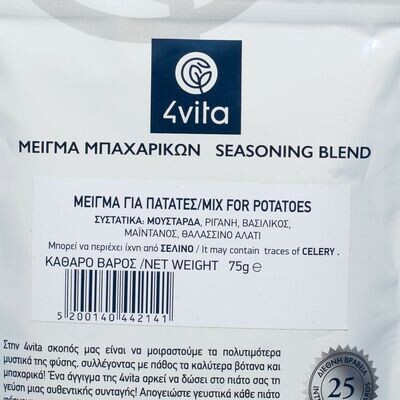 4vita
ΜΕΙΓΜΑ ΜΠΑΧΑΡΙΚΩΝ SEASONING BLEND
ΜΕΙΓΜΑ ΓΙΑ ΠΑΤΑΤΕΣ/MIX FOR POTATOES
ΣΥΣΤΑΤΙΚΑ: ΜΟΥΣΤΑΡΔΑ, ΡΙΓΑΝΗ, ΒΑΣΙΛΙΚΟΣ,
ΜΑΪΝΤΑΝΟΣ, ΘΑΛΑΣΣΙΝΟ ΑΛΑΤΙ
Μπορεί να περιέχει ίχνη από ΣΕΛΙΝΟ / It may contain traces of CELERY .
ΚΑΘΑΡΟ ΒΑΡΟΣ /NET WEIGHT 75g ℮
5 200140 442141
Στην 4vita σκοπός μας είναι να μοιραστούμε τα πολυτιμότερα
μυστικά της φύσης, συλλέγοντας με πάθος τα καλύτερα βότανα και
μπαχαρικά! Ένα άγγιγμα της 4vita αρκεί να δώσει στο πιάτο σας τη
γεύση μιας αυθεντικής συνταγής! Απογειώστε γευστικά κάθε πιάτο
ΔΙΕΘΝΗ ΒΡΑΒΕΙΑ
25